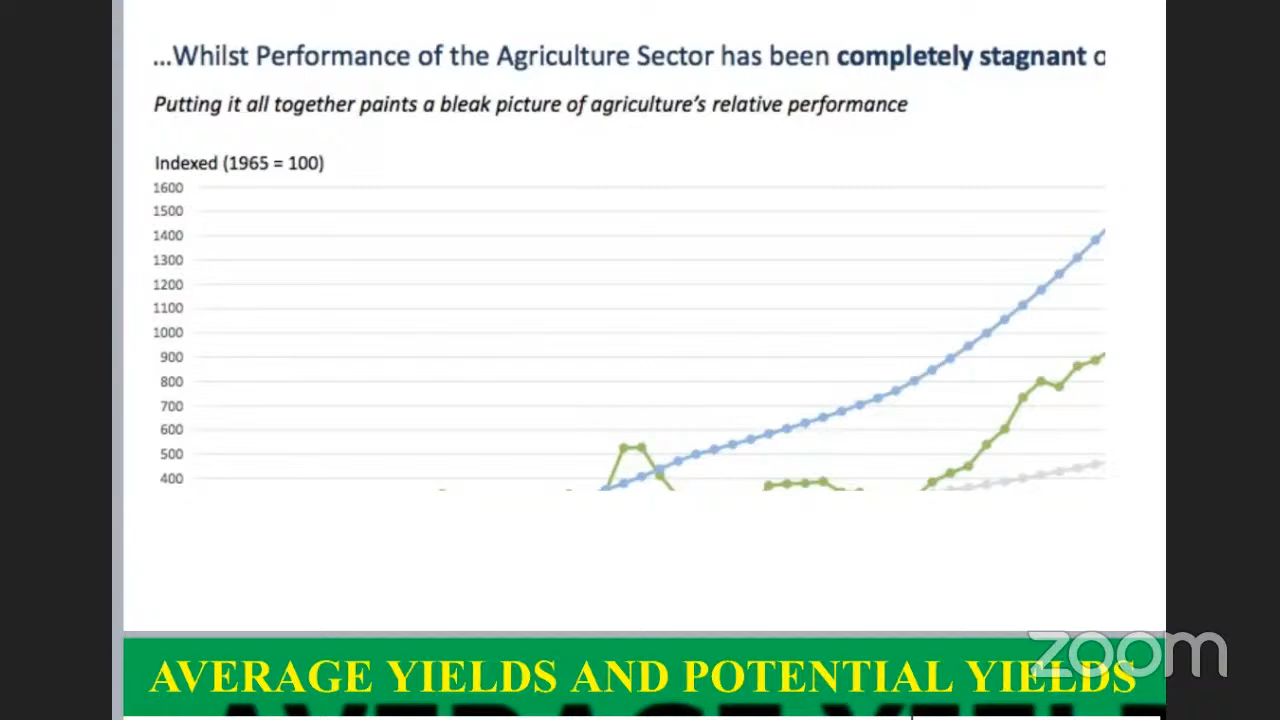 ...Whilst Performance of the Agriculture Sector has been completely stagnant
Putting it all together paints a bleak picture of agriculture's relative performance
Indexed (1965 = 100)
1600
1500
1400
1300
1200
1100
1000
900
800
700
600
500
400
zoom
AVERAGE YIELDS AND POTENTIAL YIELDS